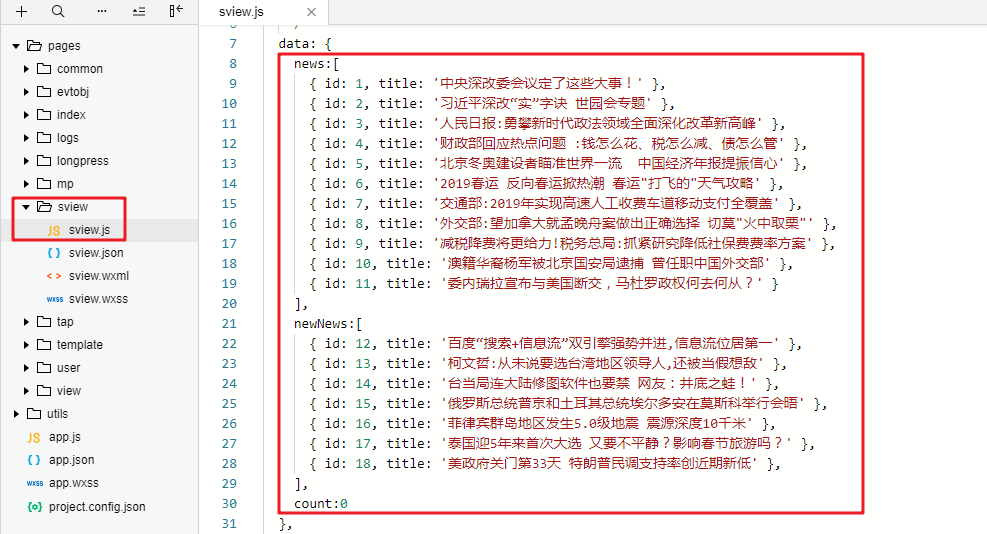 sview.js
pages
common
evtobj
index
logs
longpress
mp
sview
JS sview.js
{ } sview.json
< > sview.wxml
wxss sview.wxss
tap
template
user
view
utils
JS app.js
{ } app.json
wxss app.wxss
{o} project.config.json
7 data: {
8 news:[
9 { id: 1, title: '中央深改委会议定了这些大事！' },
10 { id: 2, title: '习近平深改“实”字诀 世园会专题' },
11 { id: 3, title: '人民日报:勇攀新时代政法领域全面深化改革新高峰' },
12 { id: 4, title: '财政部回应热点问题 :钱怎么花、税怎么减、债怎么管' },
13 { id: 5, title: '北京冬奥建设者瞄准世界一流  中国经济年报提振信心' },
14 { id: 6, title: '2019春运 反向春运掀热潮 春运"打飞的"天气攻略' },
15 { id: 7, title: '交通部:2019年实现高速人工收费车道移动支付全覆盖' },
16 { id: 8, title: '外交部:望加拿大就孟晚舟案做出正确选择 切莫"火中取栗"' },
17 { id: 9, title: '减税降费将更给力!税务总局:抓紧研究降低社保费费率方案' },
18 { id: 10, title: '澳籍华裔杨军被北京国安局逮捕 曾任职中国外交部' },
19 { id: 11, title: '委内瑞拉宣布与美国断交，马杜罗政权何去何从？' }
20 ],
21 newNews:[
22 { id: 12, title: '百度“搜索+信息流”双引擎强势并进,信息流位居第一' },
23 { id: 13, title: '柯文哲:从未说要选台湾地区领导人,还被当假想敌' },
24 { id: 14, title: '台当局连大陆修图软件也要禁 网友：井底之蛙！' },
25 { id: 15, title: '俄罗斯总统普京和土耳其总统埃尔多安在莫斯科举行会晤' },
26 { id: 16, title: '菲律宾群岛地区发生5.0级地震 震源深度10千米' },
27 { id: 17, title: '泰国迎5年来首次大选 又要不平静？影响春节旅游吗？' },
28 { id: 18, title: '美政府关门第33天 特朗普民调支持率创近期新低' },
29 ],
30 count:0
31 },